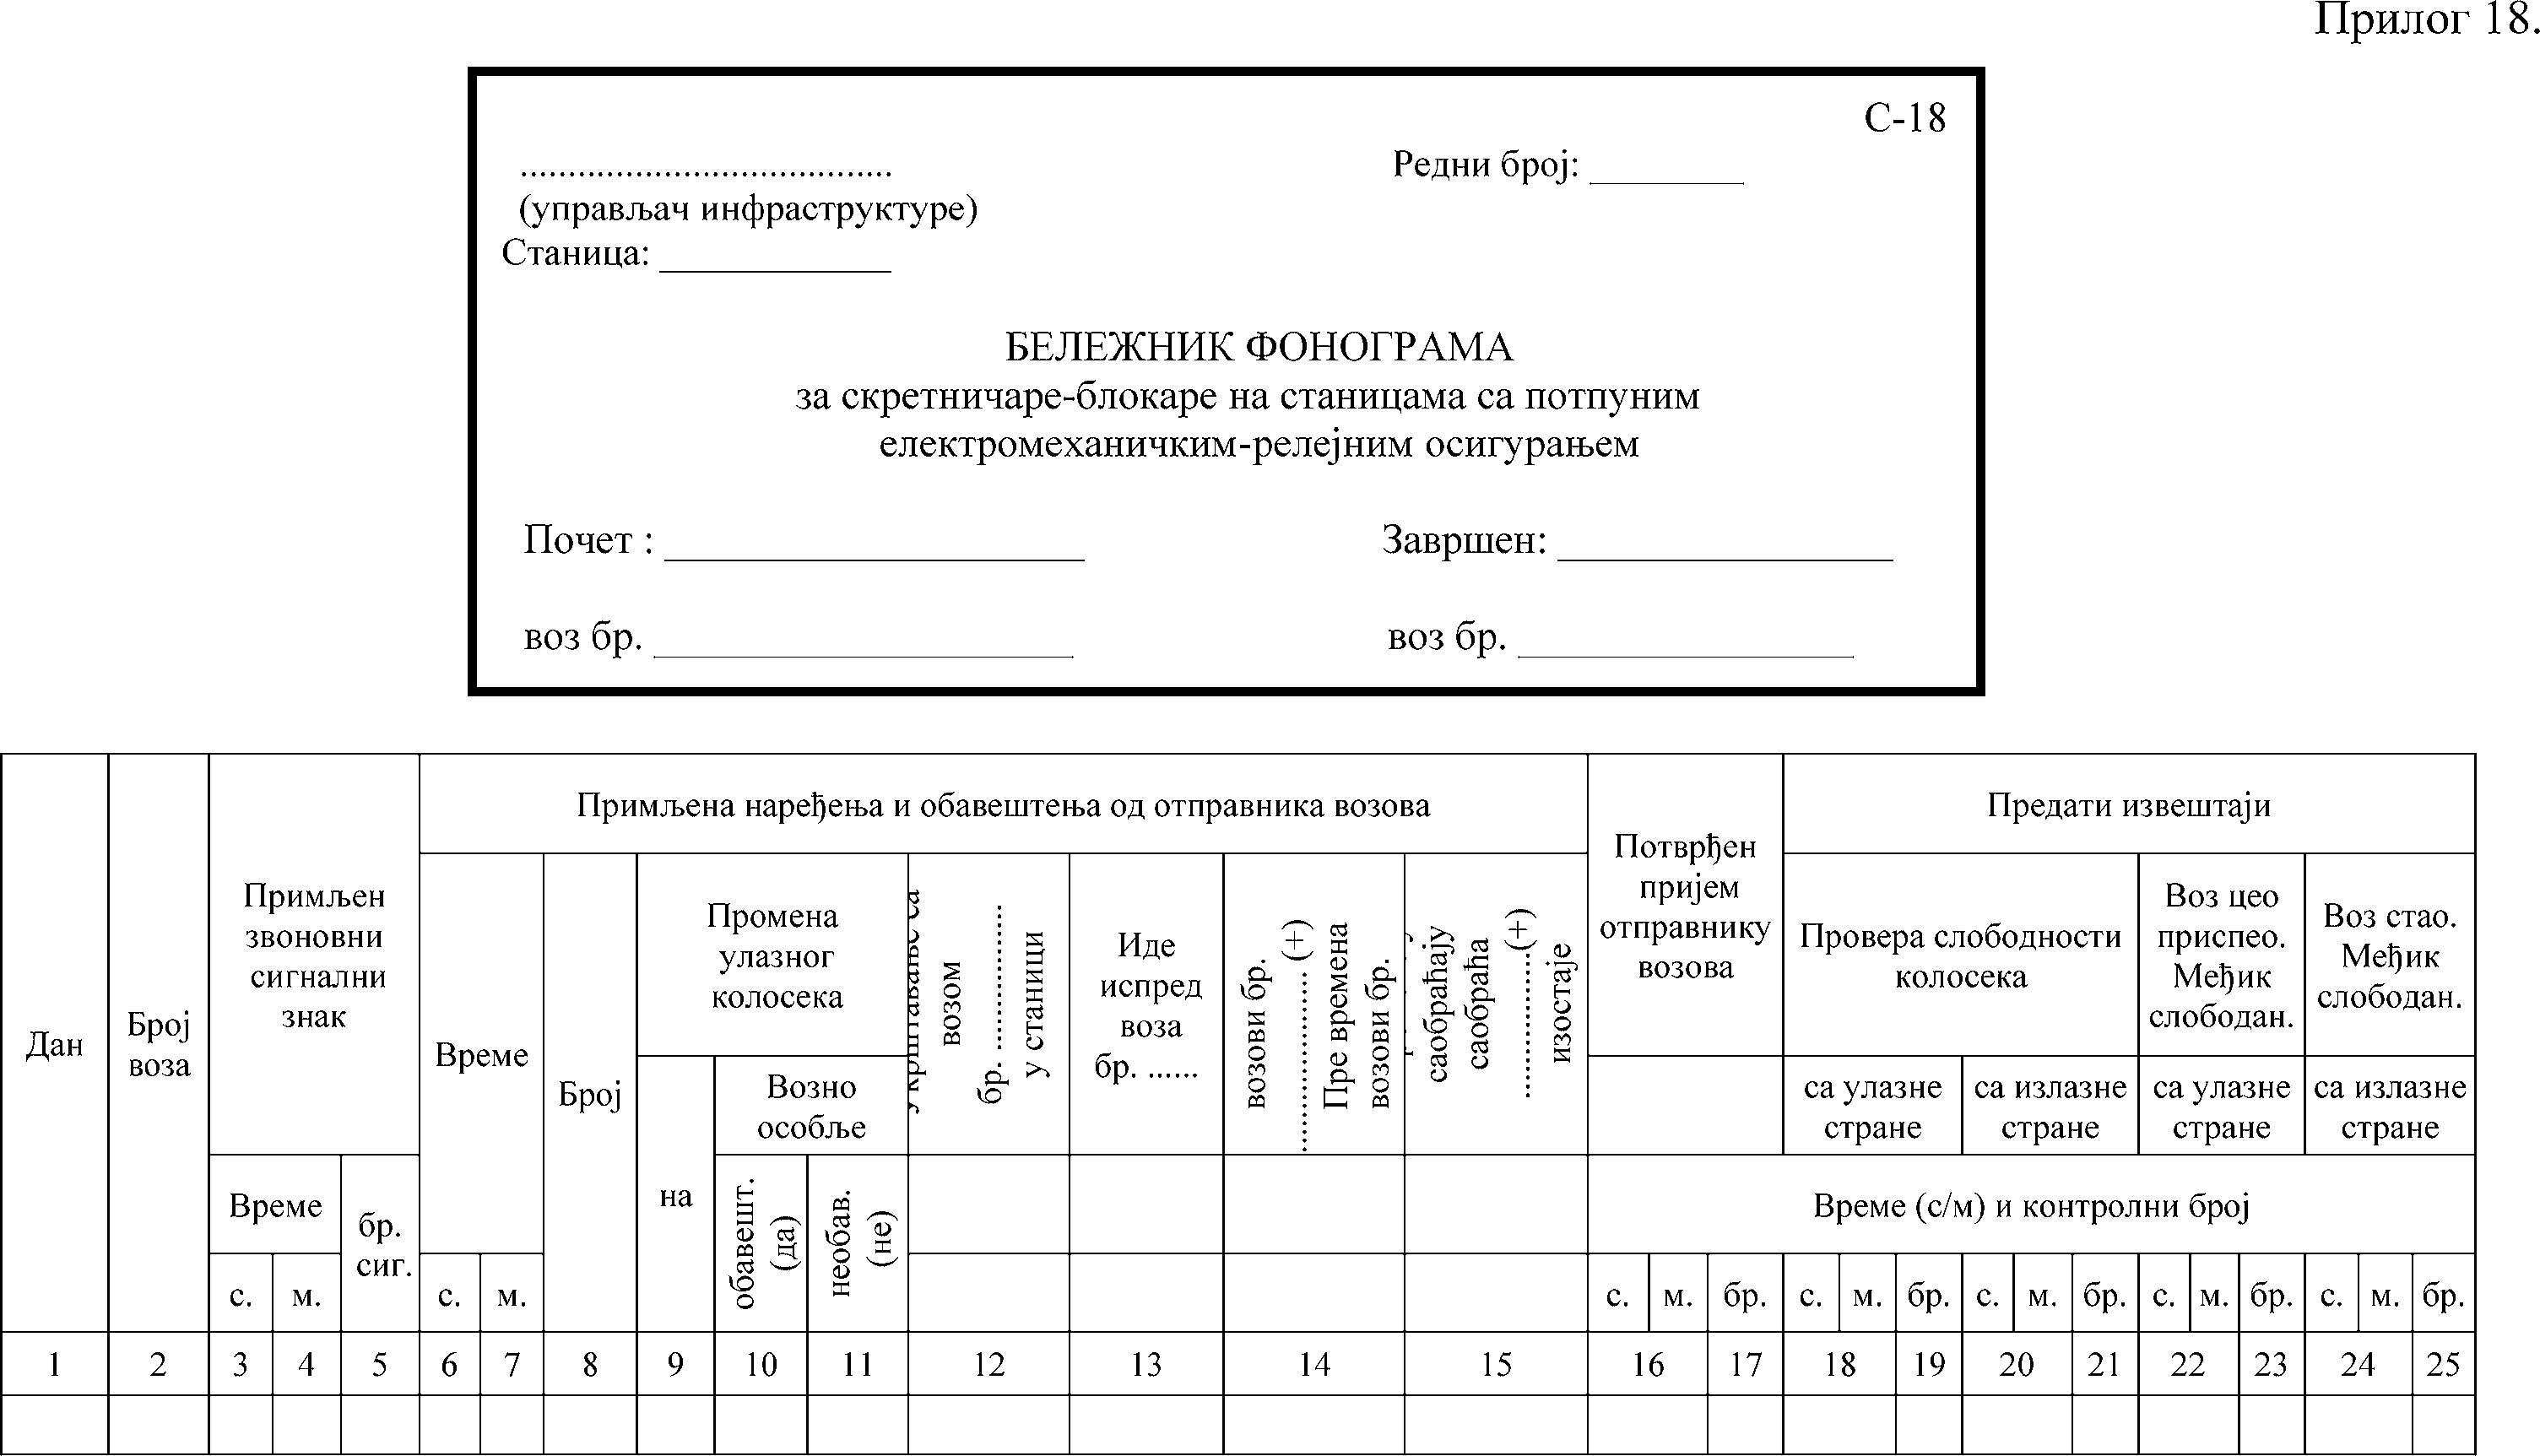 Прилог 18.
С-18
....................................... Редни број: ________
(управљач инфраструктуре)
Станица: ____________
БЕЛЕЖНИК ФОНОГРАМА
за скретничаре-блокаре на станицама са потпуним
електромеханичким-релејним осигурањем
Почет : ______________________ Завршен: __________________
воз бр. ______________________ воз бр. __________________
Дан
Број
воза
Примљен
звоновни
сигнални
знак
Време
с. м.
бр.
сиг.
Примљена наређења и обавештења од отправника возова
Време
с. м.
Број
Промена
улазног
колосека
на
Возно
особље
обавешт.
(да)
необав.
(не)
Укрштавање са
возом
бр. ...............
у станици
Иде
испред
воза
бр. ......
возови бр.
...................... (+)
Пре времена
возови бр.
саобраћају
саобраћа
..................(+)
изостаје
Потврђен
пријем
отправнику
возова
Предати извештаји
Провера слободности
колосека
са улазне
стране
са излазне
стране
Воз цео
приспео.
Међик
слободан.
са улазне
стране
Воз стао.
Међик
слободан.
са излазне
стране
Време (с/м) и контролни број
с. м. бр. с. м. бр. с. м. бр. с. м. бр. с. м. бр.
1 2 3 4 5 6 7 8 9 10 11 12 13 14 15 16 17 18 19 20 21 22 23 24 25